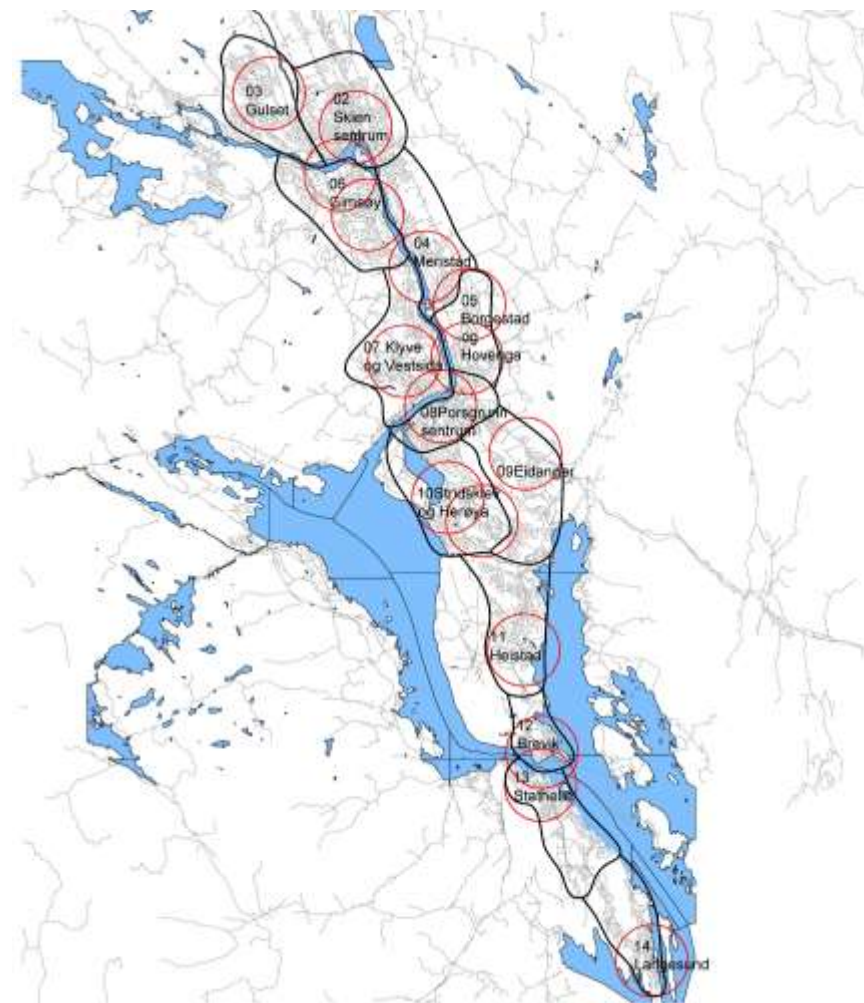 03
Gulset
02
Skien
sentrum
06
Gimsøy
04
Menstad
05
Borgestad
og
Hovenga
07 Klyve
og Vestsida
08Porsgrunn
sentrum
09Eidanger
10Stridsklev
og Herøya
11
Heistad
12
Brevik
13
Stathelle
14
Langesund